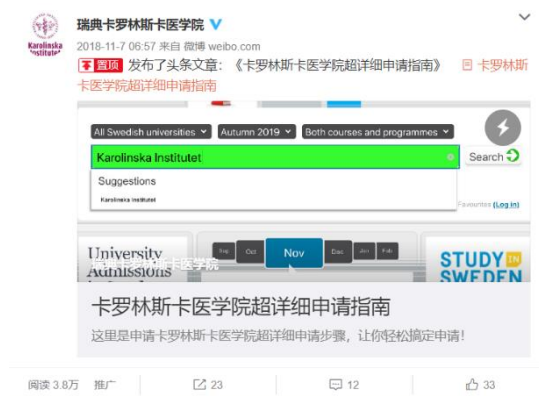 瑞典卡罗林斯卡医学院
Karolinska
Institutet
2018-11-7 06:57 来自 微博 weibo.com
置顶 发布了头条文章：《卡罗林斯卡医学院超详细申请指南》 卡罗林斯
卡医学院超详细申请指南
All Swedish universities Autumn 2019 Both courses and programmes
Karolinska Institutet Search
Suggestions
Karolinska Institutet
Favourites (Log in)
Sep Oct Nov Dec Jan Feb
University
Admissions
瑞典卡罗林斯卡医学院
STUDY IN
SWEDEN
卡罗林斯卡医学院超详细申请指南
这里是申请卡罗林斯卡医学院超详细申请步骤，让你轻松搞定申请！
阅读 3.8万 推广 23 12 33